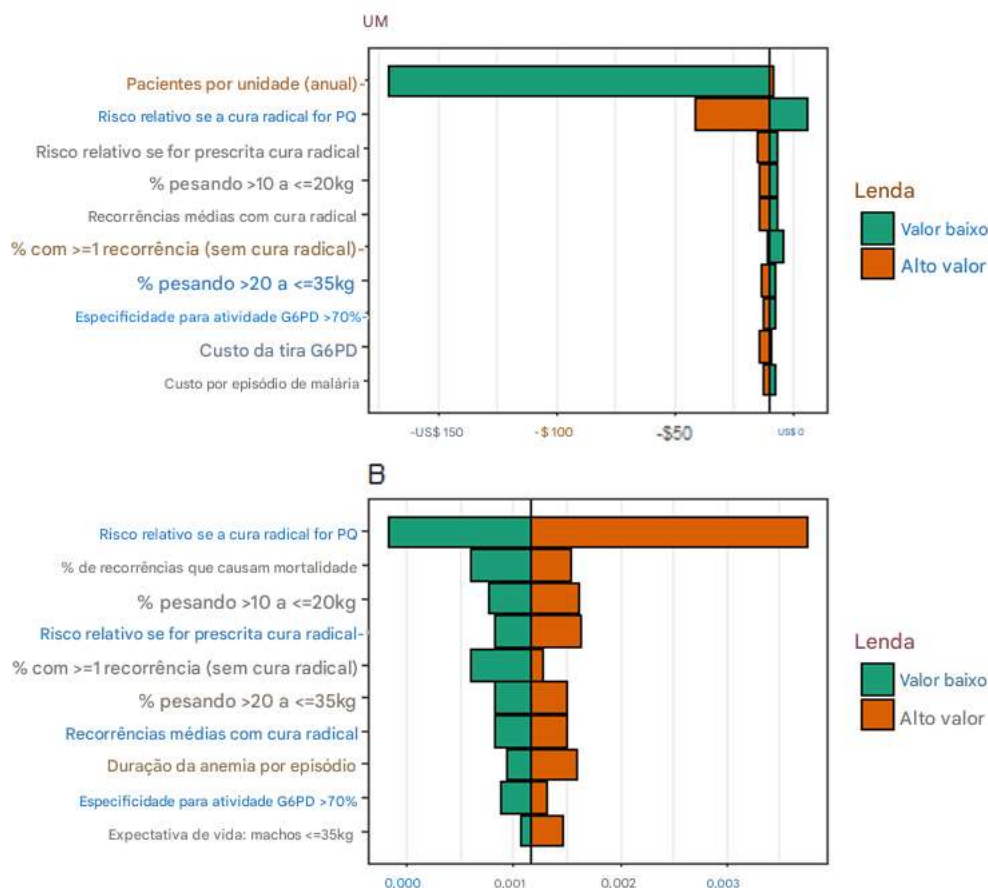 UM
Pacientes por unidade (anual)-
Risco relativo se a cura radical for PQ
Risco relativo se for prescrita cura radical
% pesando >10 a <=20kg
Recorrências médias com cura radical
% com >=1 recorrência (sem cura radical)-
% pesando >20 a <=35kg
Especificidade para atividade G6PD >70%-
Custo da tira G6PD
Custo por episódio de malária
-US$ 150 -$100 -$50 US$ 0
Lenda
Valor baixo
Alto valor
B
Risco relativo se a cura radical for PQ
% de recorrências que causam mortalidade
% pesando >10 a <=20kg
Risco relativo se for prescrita cura radical-
% com >=1 recorrência (sem cura radical)
% pesando >20 a <=35kg
Recorrências médias com cura radical
Duração da anemia por episódio
Especificidade para atividade G6PD >70%
Expectativa de vida: machos <=35kg
0.000 0.001 0.002 0.003
Lenda
Valor baixo
Alto valor